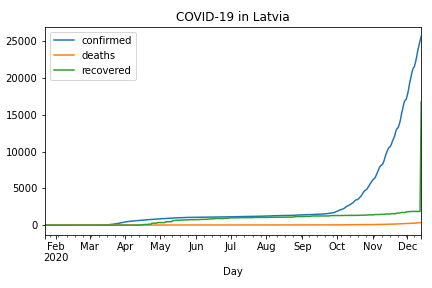 COVID-19 in Latvia
confirmed
deaths
recovered
25000
20000
15000
10000
5000
0
Feb Mar Apr May Jun Jul Aug Sep Oct Nov Dec
2020
Day